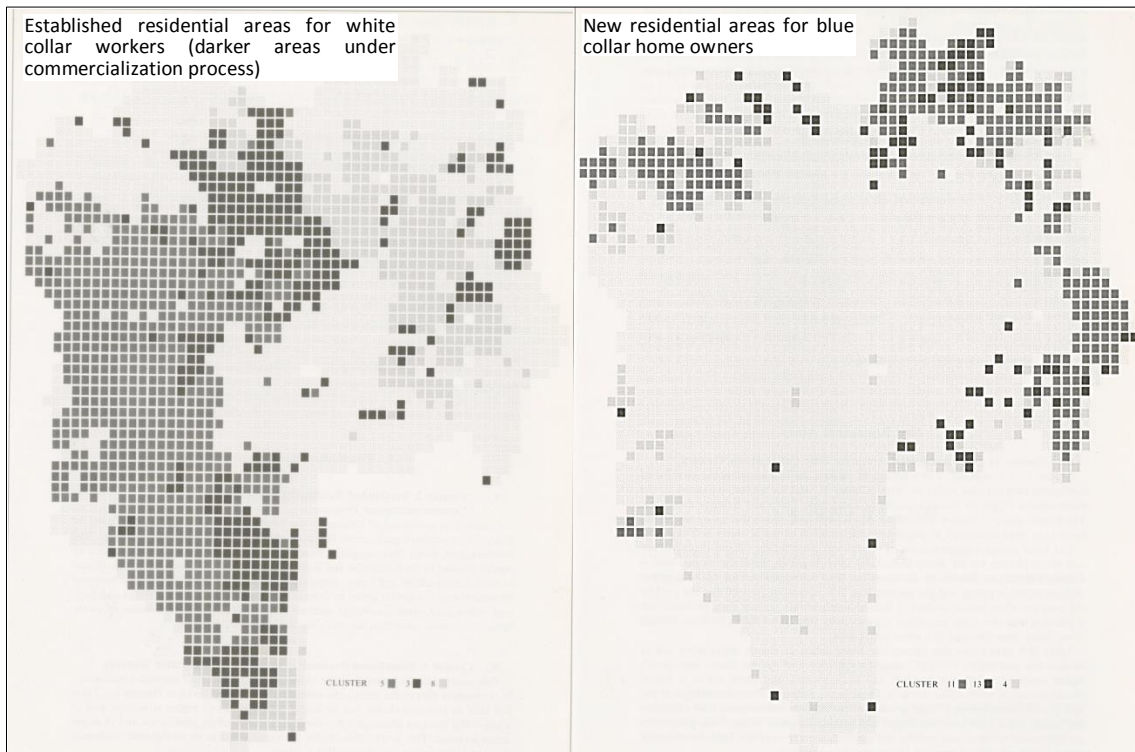 Established residential areas for white
collar workers (darker areas under
commercialization process)
New residential areas for blue
collar home owners
CLUSTER 5 3 6
CLUSTER 11 13 4